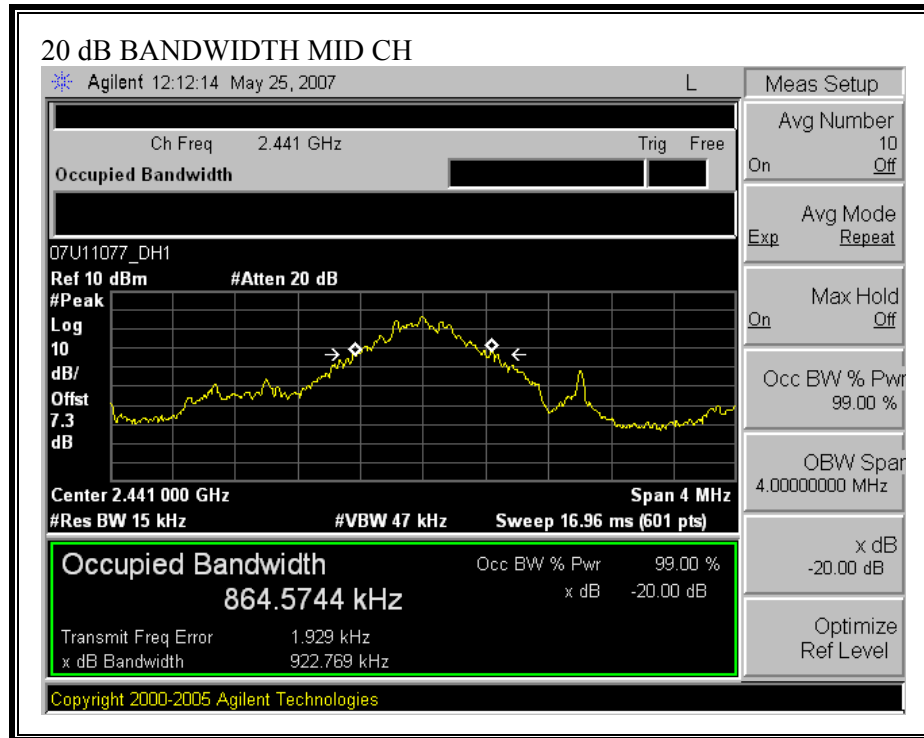 20 dB BANDWIDTH MID CH
Agilent 12:12:14 May 25, 2007 L
Ch Freq 2.441 GHz Trig Free
Occupied Bandwidth
07U11077_DH1
Ref 10 dBm #Atten 20 dB
#Peak
Log
10
dB/
Offst
7.3
dB
Center 2.441 000 GHz Span 4 MHz
#Res BW 15 kHz #VBW 47 kHz Sweep 16.96 ms (601 pts)
Occupied Bandwidth
864.5744 kHz
Occ BW % Pwr 99.00 %
x dB -20.00 dB
Transmit Freq Error 1.929 kHz
x dB Bandwidth 922.769 kHz
Copyright 2000-2005 Agilent Technologies
Meas Setup
Avg Number
10
On Off
Avg Mode
Exp Repeat
Max Hold
On Off
Occ BW % Pwr
99.00 %
OBW Span
4.00000000 MHz
x dB
-20.00 dB
Optimize
Ref Level